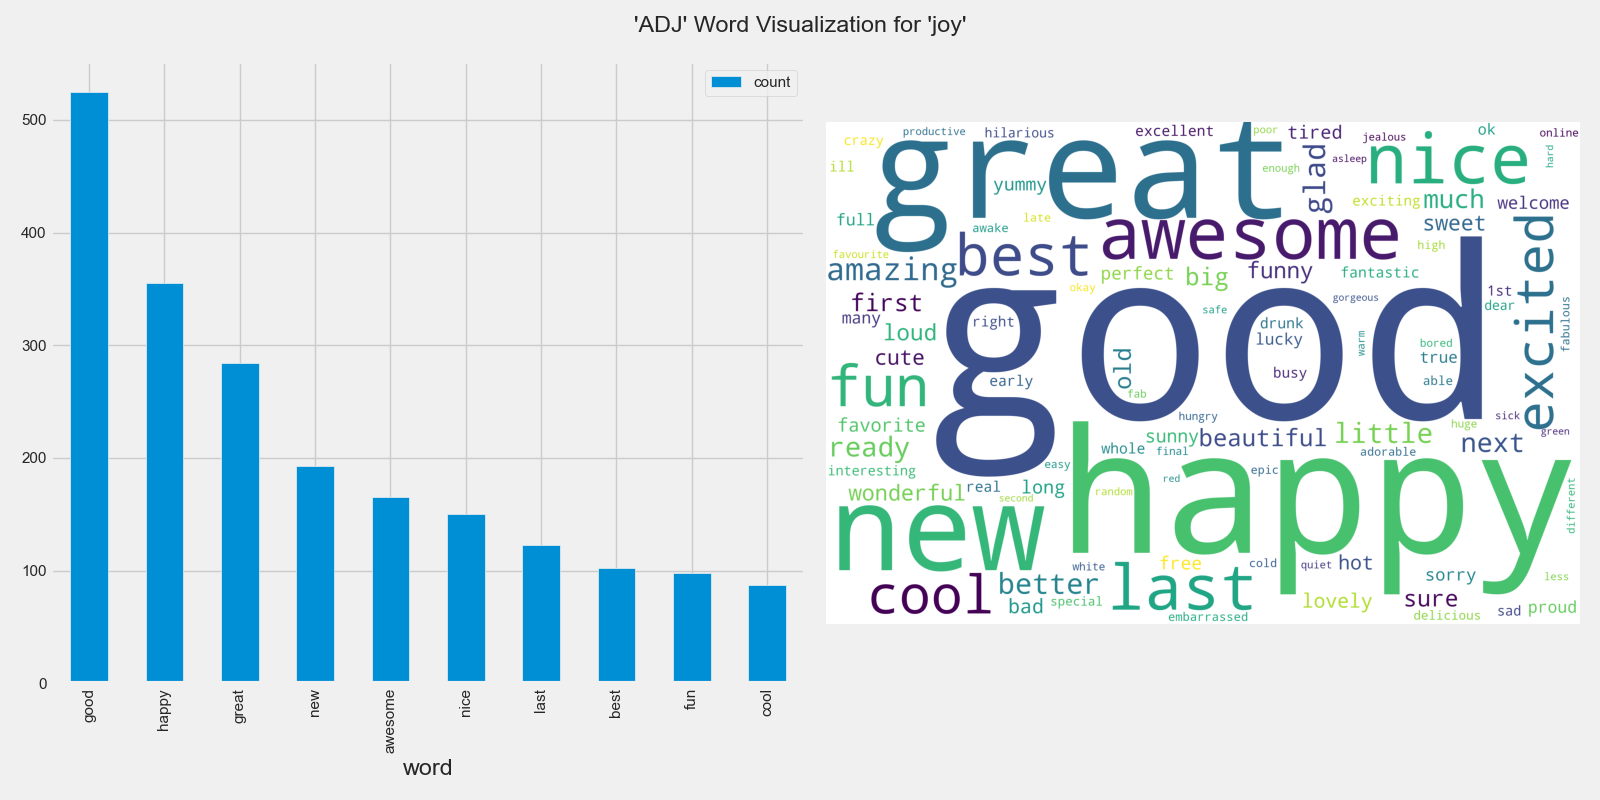 'ADJ' Word Visualization for 'joy'
count
500
400
300
200
100
0
good
happy
great
new
awesome
nice
last
best
fun
cool
word
productive
hilarious
excellent
poor
tired
jealous
ok
online
crazy
great
glad
asleep
nice
hard
ill
yummy
enough
exciting
much
welcome
full
late
awake
awesome
sweet
excited
favourite
best
high
amazing
perfect
big
funny
fantastic
okay
first
good
gorgeous
1st
dear
fabulous
many
right
safe
drunk
loud
lucky
warm
bored
cute
old
true
fun
early
busy
able
fab
favorite
hungry
sick
huge
green
ready
sunny
beautiful
little
next
whole
final
adorable
interesting
easy
epic
happy
wonderful
real
long
red
random
second
different
new
cool
better
white
last
free
cold
quiet
hot
sorry
less
bad
special
embarrassed
lovely
sure
delicious
sad
proud